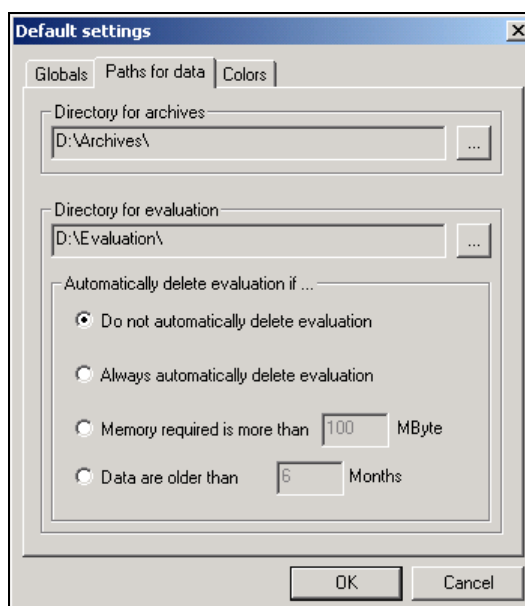 Default settings
Globals Paths for data Colors
Directory for archives
D:\Archives\ ...
Directory for evaluation
D:\Evaluation\ ...
Automatically delete evaluation if ...
Do not automatically delete evaluation
Always automatically delete evaluation
Memory required is more than 100 MByte
Data are older than 6 Months
OK Cancel